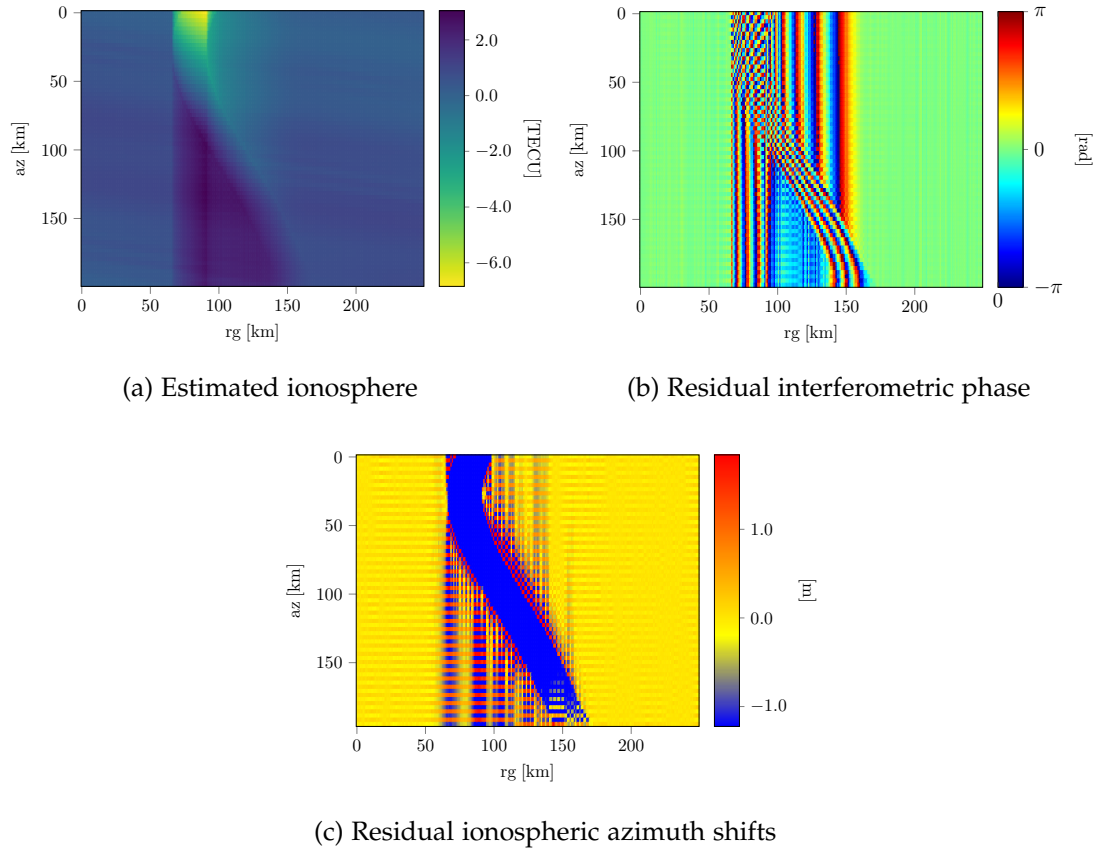 0
50
100
150
az [km]
0 50 100 150 200
rg [km]
2.0
0.0
−2.0
−4.0
−6.0
[TECU]
(a) Estimated ionosphere
0
50
100
150
az [km]
0 50 100 150 200
rg [km]
π
0
−π
0
[rad]
(b) Residual interferometric phase
0
50
100
150
az [km]
0 50 100 150 200
rg [km]
1.0
0.0
−1.0
[m]
(c) Residual ionospheric azimuth shifts